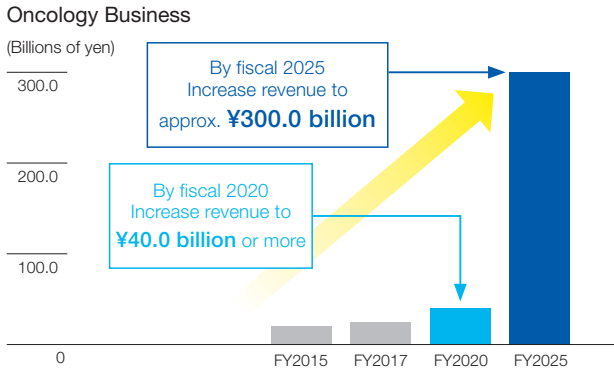 Oncology Business
(Billions of yen)
300.0
200.0
100.0
0
By fiscal 2025
Increase revenue to
approx. ¥300.0 billion
By fiscal 2020
Increase revenue to
¥40.0 billion or more
FY2015 FY2017 FY2020 FY2025